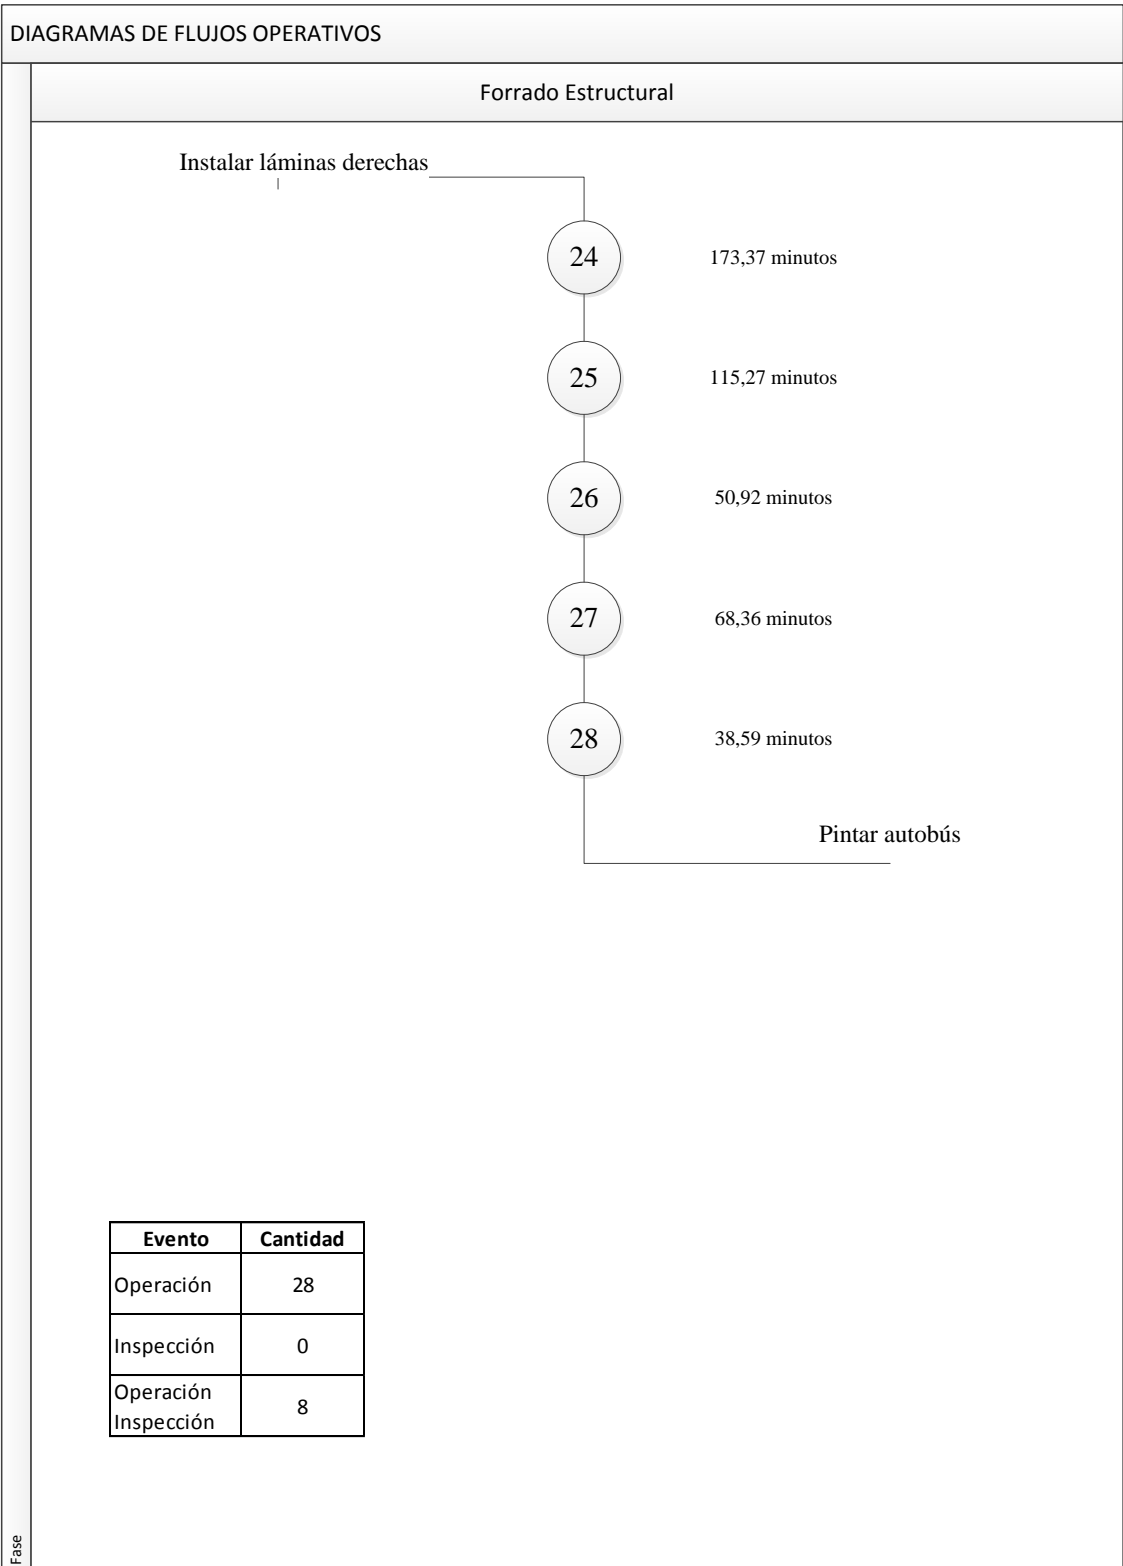 DIAGRAMAS DE FLUJOS OPERATIVOS
Forrado Estructural
Instalar láminas derechas
24
173,37 minutos
25
115,27 minutos
26
50,92 minutos
27
68,36 minutos
28
38,59 minutos
Pintar autobús
Evento Cantidad
Operación 28
Inspección 0
Operación
Inspección 8
Fase